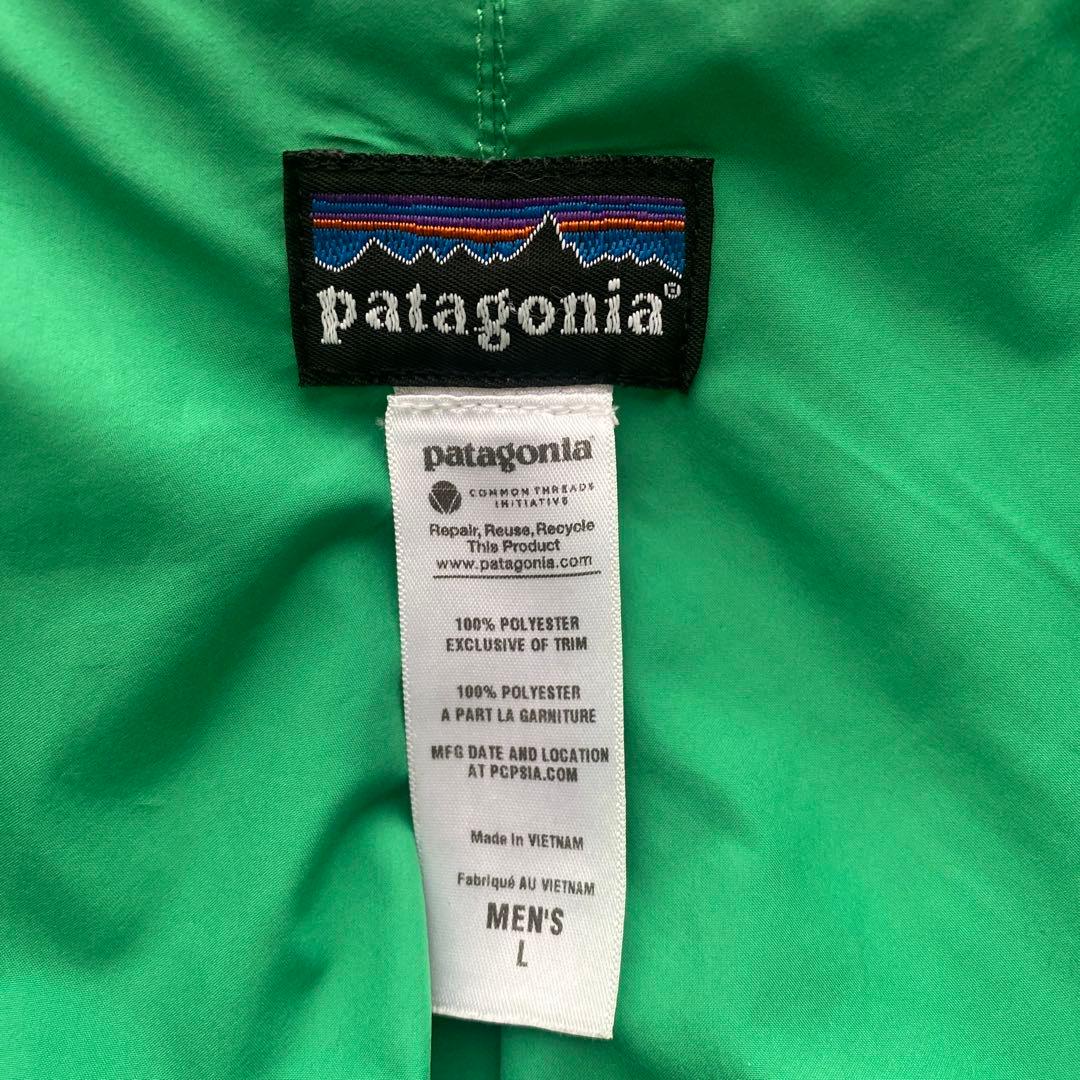 patagonia®
patagonia
COMMON THREADS
INITIATIVE
Repair, Reuse, Recycle
This Product
www.patagonia.com
100% POLYESTER
EXCLUSIVE OF TRIM
100% POLYESTER
A PART LA GARNITURE
MFG DATE AND LOCATION
AT PCPSIA.COM
Made in VIETNAM
Fabriqué AU VIETNAM
MEN'S
L